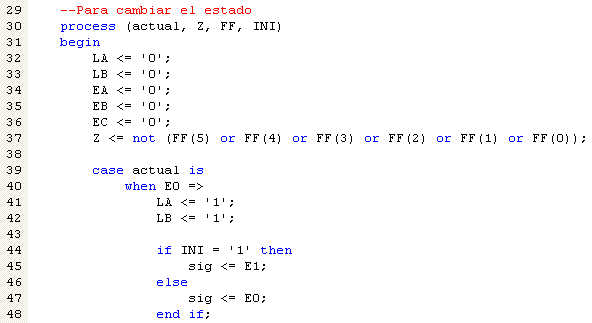 29 --Para cambiar el estado
30 process (actual, Z, FF, INI)
31 begin
32 LA <= '0';
33 LB <= '0';
34 EA <= '0';
35 EB <= '0';
36 EC <= '0';
37 Z <= not (FF(5) or FF(4) or FF(3) or FF(2) or FF(1) or FF(0));
38
39 case actual is
40 when E0 =>
41 LA <= '1';
42 LB <= '1';
43
44 if INI = '1' then
45 sig <= E1;
46 else
47 sig <= E0;
48 end if;